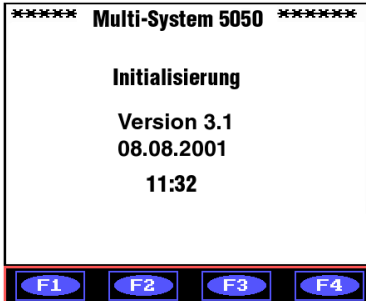 ***** Multi-System 5050 ******
Initialisierung
Version 3.1
08.08.2001
11:32
F1 F2 F3 F4